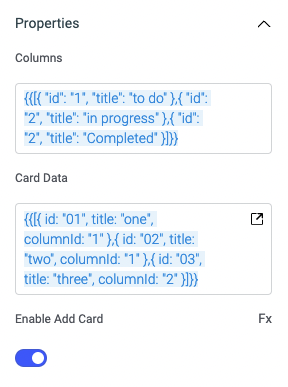 Properties
Columns
{{[{ "id": "1", "title": "to do" },{ "id":
"2", "title": "in progress" },{ "id":
"2", "title": "Completed" }]}}
Card Data
{{[{ id: "01", title: "one",
columnId: "1" },{ id: "02", title:
"two", columnId: "1" },{ id: "03",
title: "three", columnId: "2" }]}}
Enable Add Card Fx